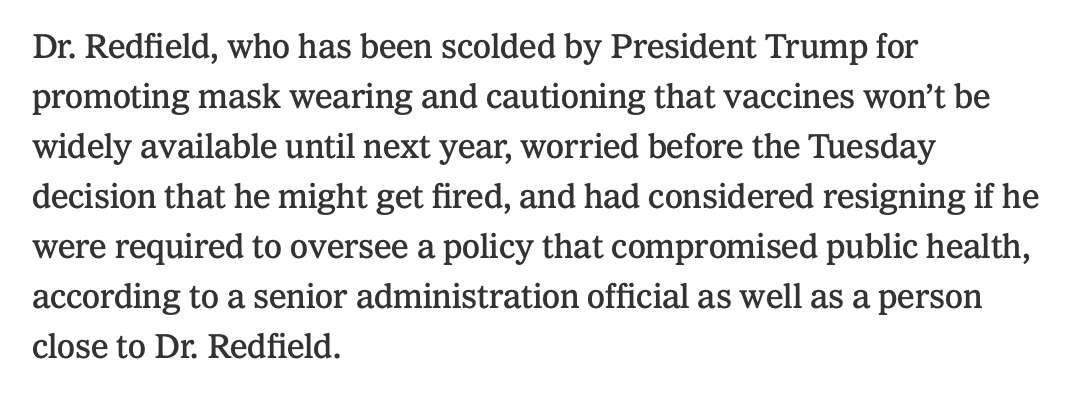 Dr. Redfield, who has been scolded by President Trump for
promoting mask wearing and cautioning that vaccines won’t be
widely available until next year, worried before the Tuesday
decision that he might get fired, and had considered resigning if he
were required to oversee a policy that compromised public health,
according to a senior administration official as well as a person
close to Dr. Redfield.